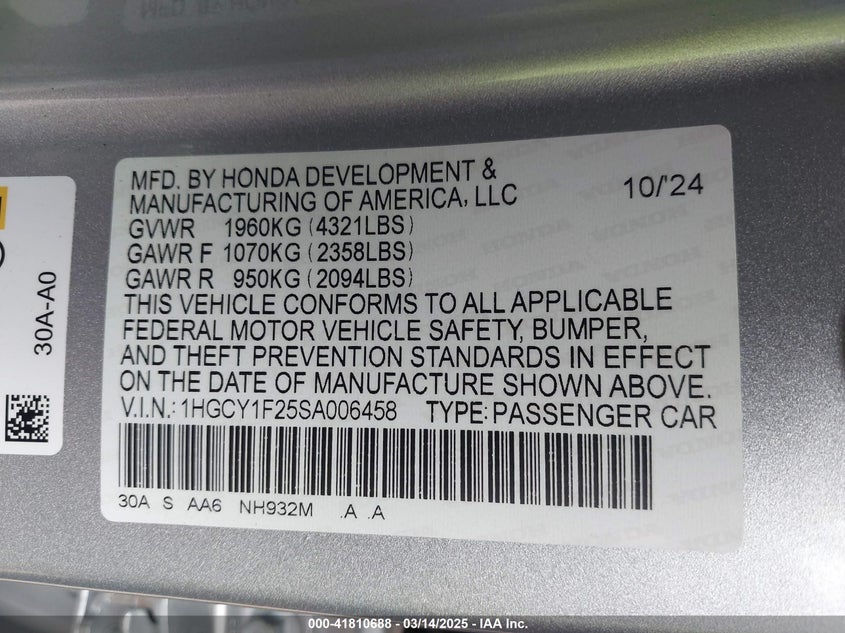 MFD. BY HONDA DEVELOPMENT &
MANUFACTURING OF AMERICA, LLC 10/'24
GVWR 1960KG (4321LBS)
GAWR F 1070KG (2358LBS)
GAWR R 950KG (2094LBS)
THIS VEHICLE CONFORMS TO ALL APPLICABLE
FEDERAL MOTOR VEHICLE SAFETY, BUMPER,
AND THEFT PREVENTION STANDARDS IN EFFECT
ON THE DATE OF MANUFACTURE SHOWN ABOVE.
V.I.N.: 1HGCY1F25SA006458 TYPE: PASSENGER CAR
30A S AA6 NH932M .A .A
30A-A0
000-41810688 - 03/14/2025 - IAA Inc.